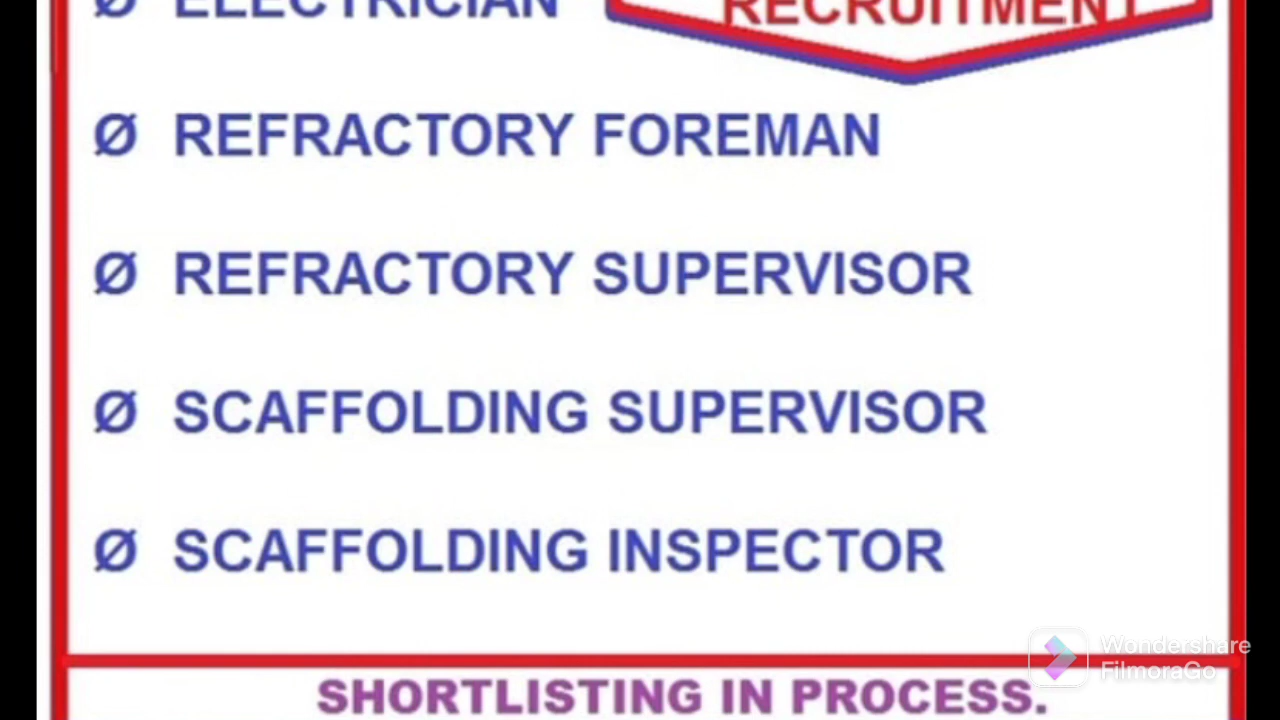 Ø ELECTRICIAN
RECRUITMENT
Ø REFRACTORY FOREMAN
Ø REFRACTORY SUPERVISOR
Ø SCAFFOLDING SUPERVISOR
Ø SCAFFOLDING INSPECTOR
Wondershare
FilmoraGo
SHORTLISTING IN PROCESS.